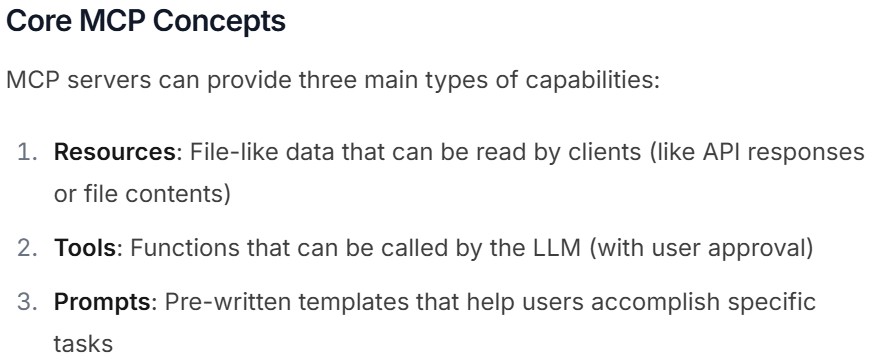 Core MCP Concepts
MCP servers can provide three main types of capabilities:
1. Resources: File-like data that can be read by clients (like API responses
or file contents)
2. Tools: Functions that can be called by the LLM (with user approval)
3. Prompts: Pre-written templates that help users accomplish specific
tasks